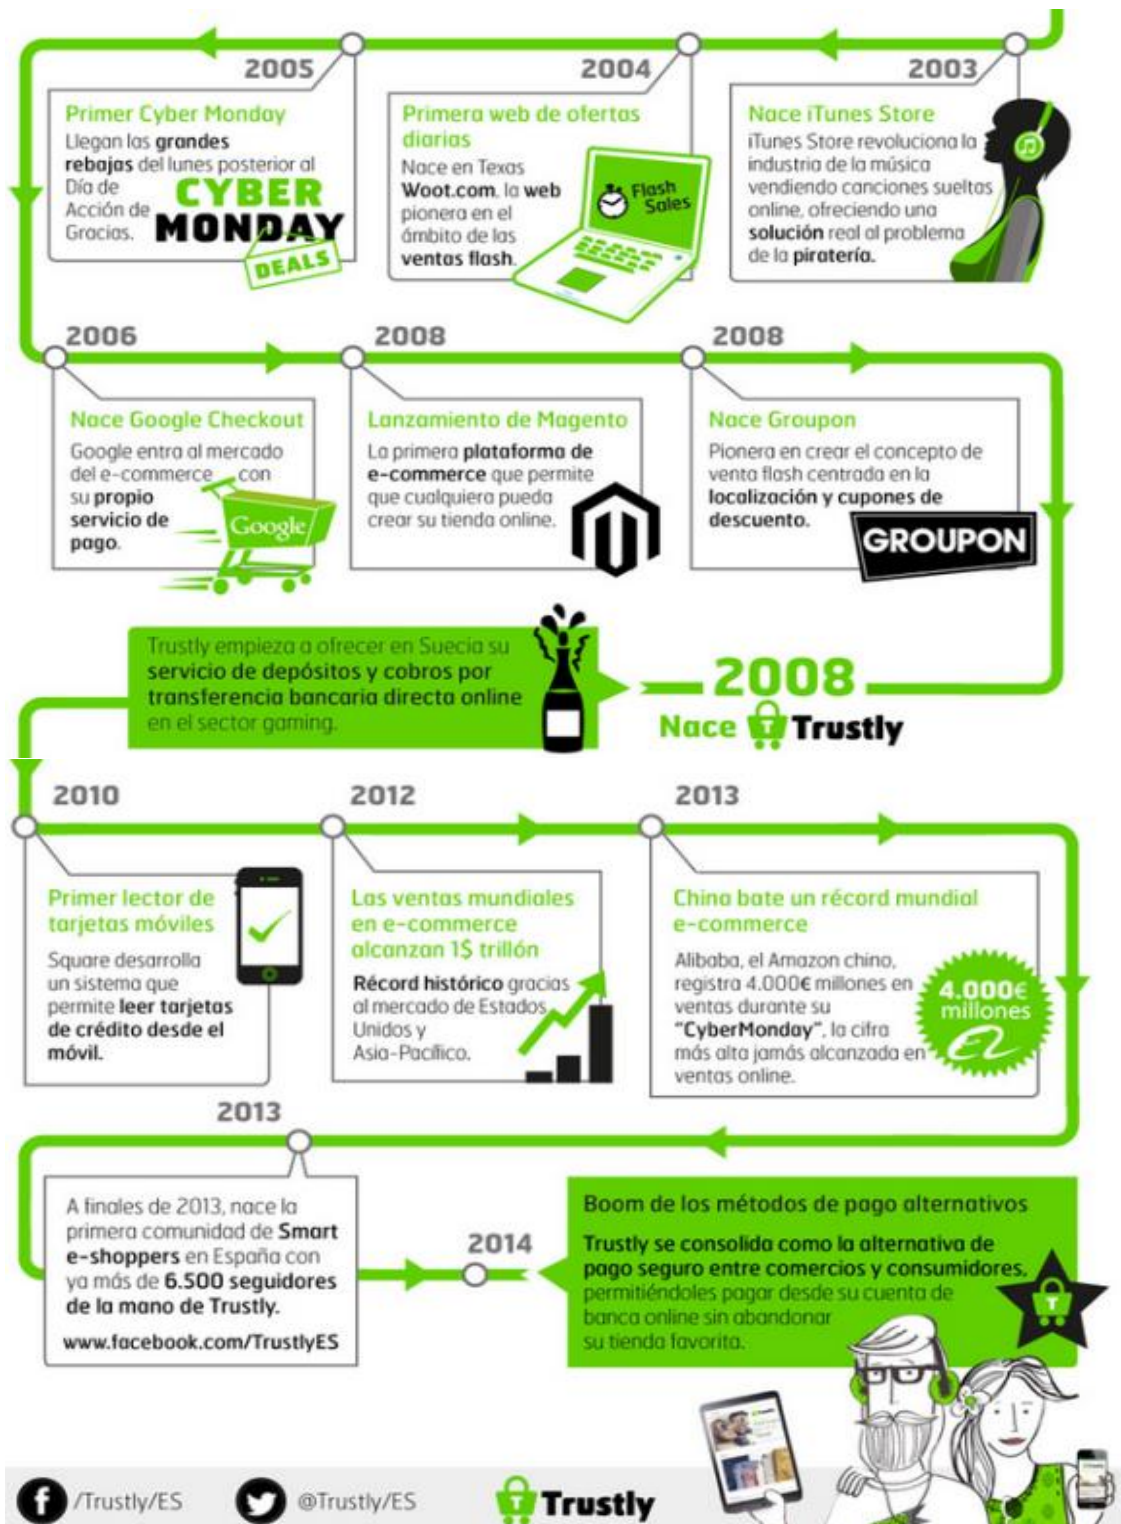 2003
Nace iTunes Store
iTunes Store revoluciona la
industria de la música
vendiendo canciones sueltas
online, ofreciendo una
solución real al problema
de la piratería.
2004
Primera web de ofertas
diarias
Nace en Texas
Woot.com, la web
pionera en el
ámbito de las
ventas flash.
Flash
Sales
2005
Primer Cyber Monday
Llegan las grandes
rebajas del lunes posterior al
Día de
Acción de
Gracias.
CYBER
MONDAY
DEALS
2006
Nace Google Checkout
Google entra al mercado
del e-commerce con
su propio
servicio de
pago.
Google
2008
Lanzamiento de Magento
La primera plataforma de
e-commerce que permite
que cualquiera pueda
crear su tienda online.
2008
Nace Groupon
Pionera en crear el concepto de
venta flash centrada en la
localización y cupones de
descuento.
GROUPON
2008
Nace T Trustly
Trustly empieza a ofrecer en Suecia su
servicio de depósitos y cobros por
transferencia bancaria directa online
en el sector gaming.
2010
Primer lector de
tarjetas móviles
Square desarrolla
un sistema que
permite leer tarjetas
de crédito desde el
móvil.
2012
Las ventas mundiales
en e-commerce
alcanzan 1$ trillón
Récord histórico gracias
al mercado de Estados
Unidos y
Asia-Pacífico.
2013
China bate un récord mundial
e-commerce
Alibaba, el Amazon chino,
registra 4.000€ millones en
ventas durante su
"CyberMonday", la cifra
más alta jamás alcanzada en
ventas online.
4.000€
millones
2013
A finales de 2013, nace la
primera comunidad de Smart
e-shoppers en España con
ya más de 6.500 seguidores
de la mano de Trustly.
www.facebook.com/TrustlyES
2014
Boom de los métodos de pago alternativos
Trustly se consolida como la alternativa de
pago seguro entre comercios y consumidores,
permitiéndoles pagar desde su cuenta de
banca online sin abandonar
su tienda favorita.
T
Trustly
f /Trustly/ES
@Trustly/ES
T Trustly